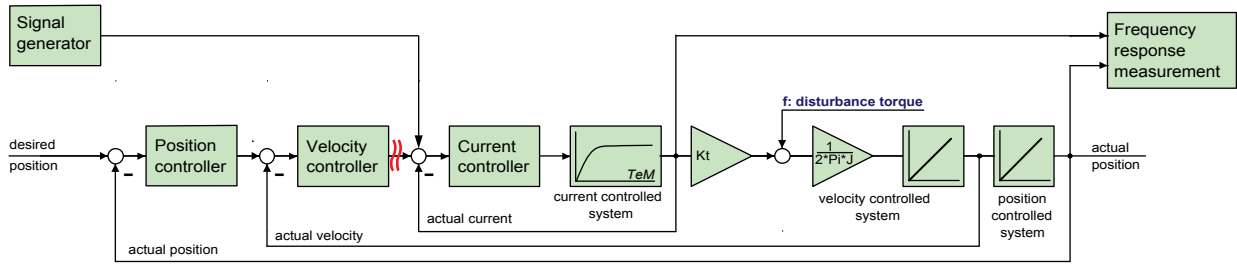 Signal
generator
Frequency
response
measurement
f: disturbance torque
desired
position
Position
controller
Velocity
controller
Current
controller
TeM
Kt
1
2*Pi*J
actual
position
-
-
-
current controlled
system
velocity controlled
system
position
controlled
system
actual current
actual velocity
actual position